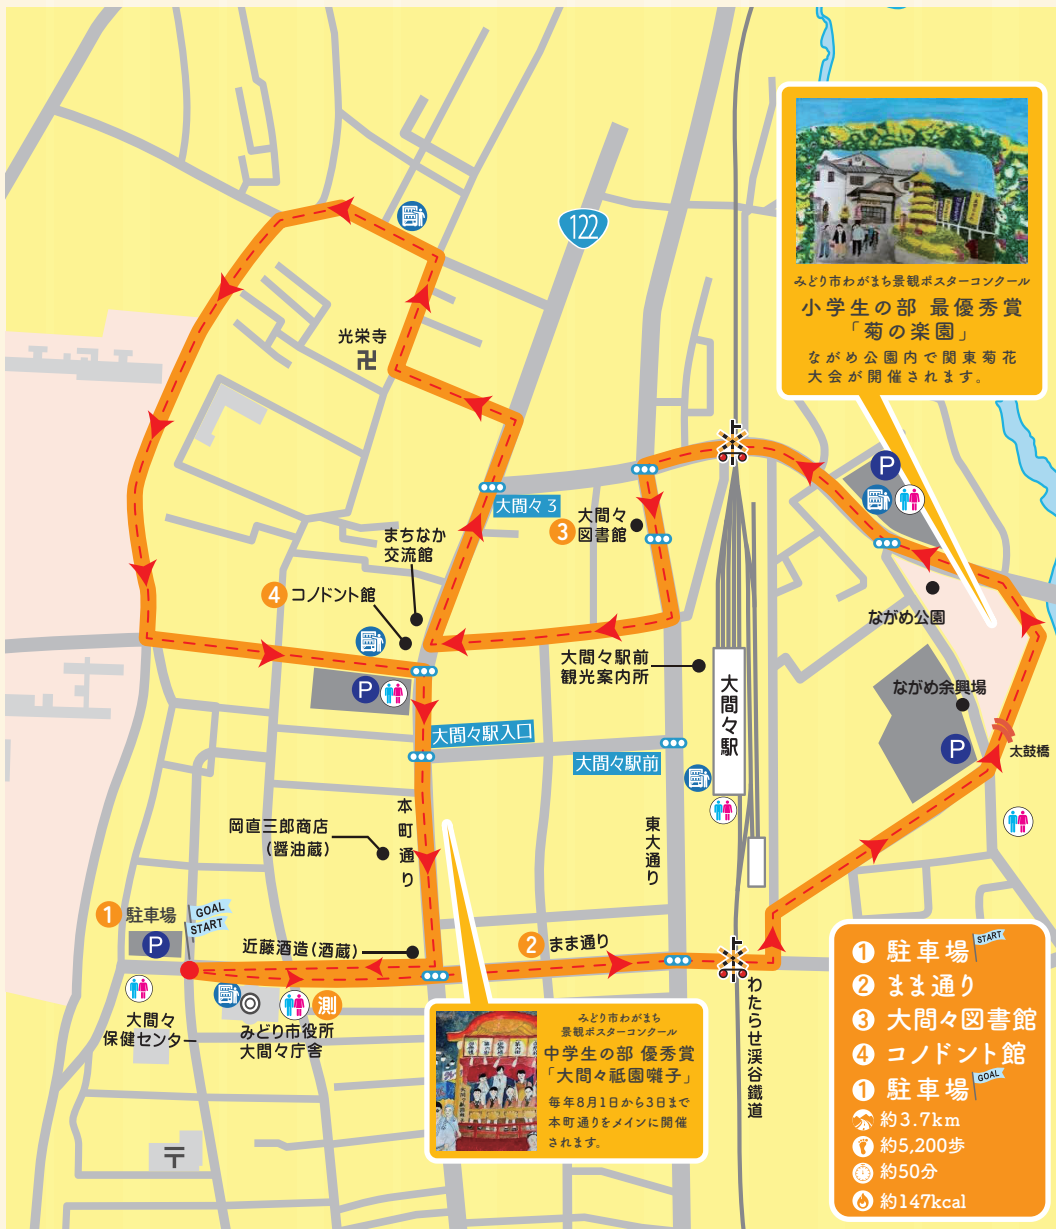 122
みどり市わがまち景観ポスターコンクール
小学生の部 最優秀賞
「菊の楽園」
ながめ公園内で関東菊花
大会が開催されます。
光栄寺
卍
P
大間々3
3
大間々
図書館
まちなか
交流館
4 コノドント館
ながめ公園
大間々駅前
観光案内所
大間々駅
ながめ余興場
P
太鼓橋
P
大間々駅入口
大間々駅前
本町通り
東大通り
岡直三郎商店
(醤油蔵)
1 駐車場
P
GOAL
START
近藤酒造(酒蔵)
2 まま通り
わたらせ渓谷鐵道
大間々
保健センター
測
みどり市役所
大間々庁舎
〒
みどり市わがまち
景観ポスターコンクール
中学生の部 優秀賞
「大間々祇園囃子」
毎年8月1日から3日まで
本町通りをメインに開催
されます。
1 駐車場 START
2 まま通り
3 大間々図書館
4 コノドント館
1 駐車場 GOAL
約3.7km
約5,200歩
約50分
約147kcal